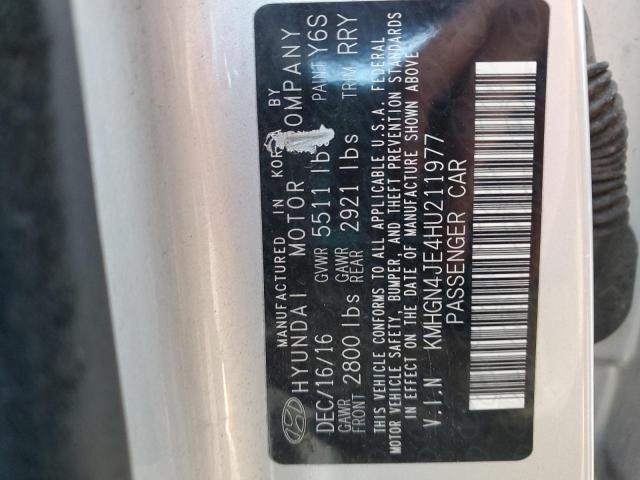 MANUFACTURED IN KOREA BY
HYUNDAI MOTOR COMPANY
DEC/16/16 GVWR 5511 lbs PAINT Y6S
GAWR FRONT 2800 lbs GAWR REAR 2921 lbs TRIM RRY
THIS VEHICLE CONFORMS TO ALL APPLICABLE U.S.A. FEDERAL
MOTOR VEHICLE SAFETY, BUMPER, AND THEFT PREVENTION STANDARDS
IN EFFECT ON THE DATE OF MANUFACTURE SHOWN ABOVE
V.I.N KMHGN4JE4HU211977
PASSENGER CAR